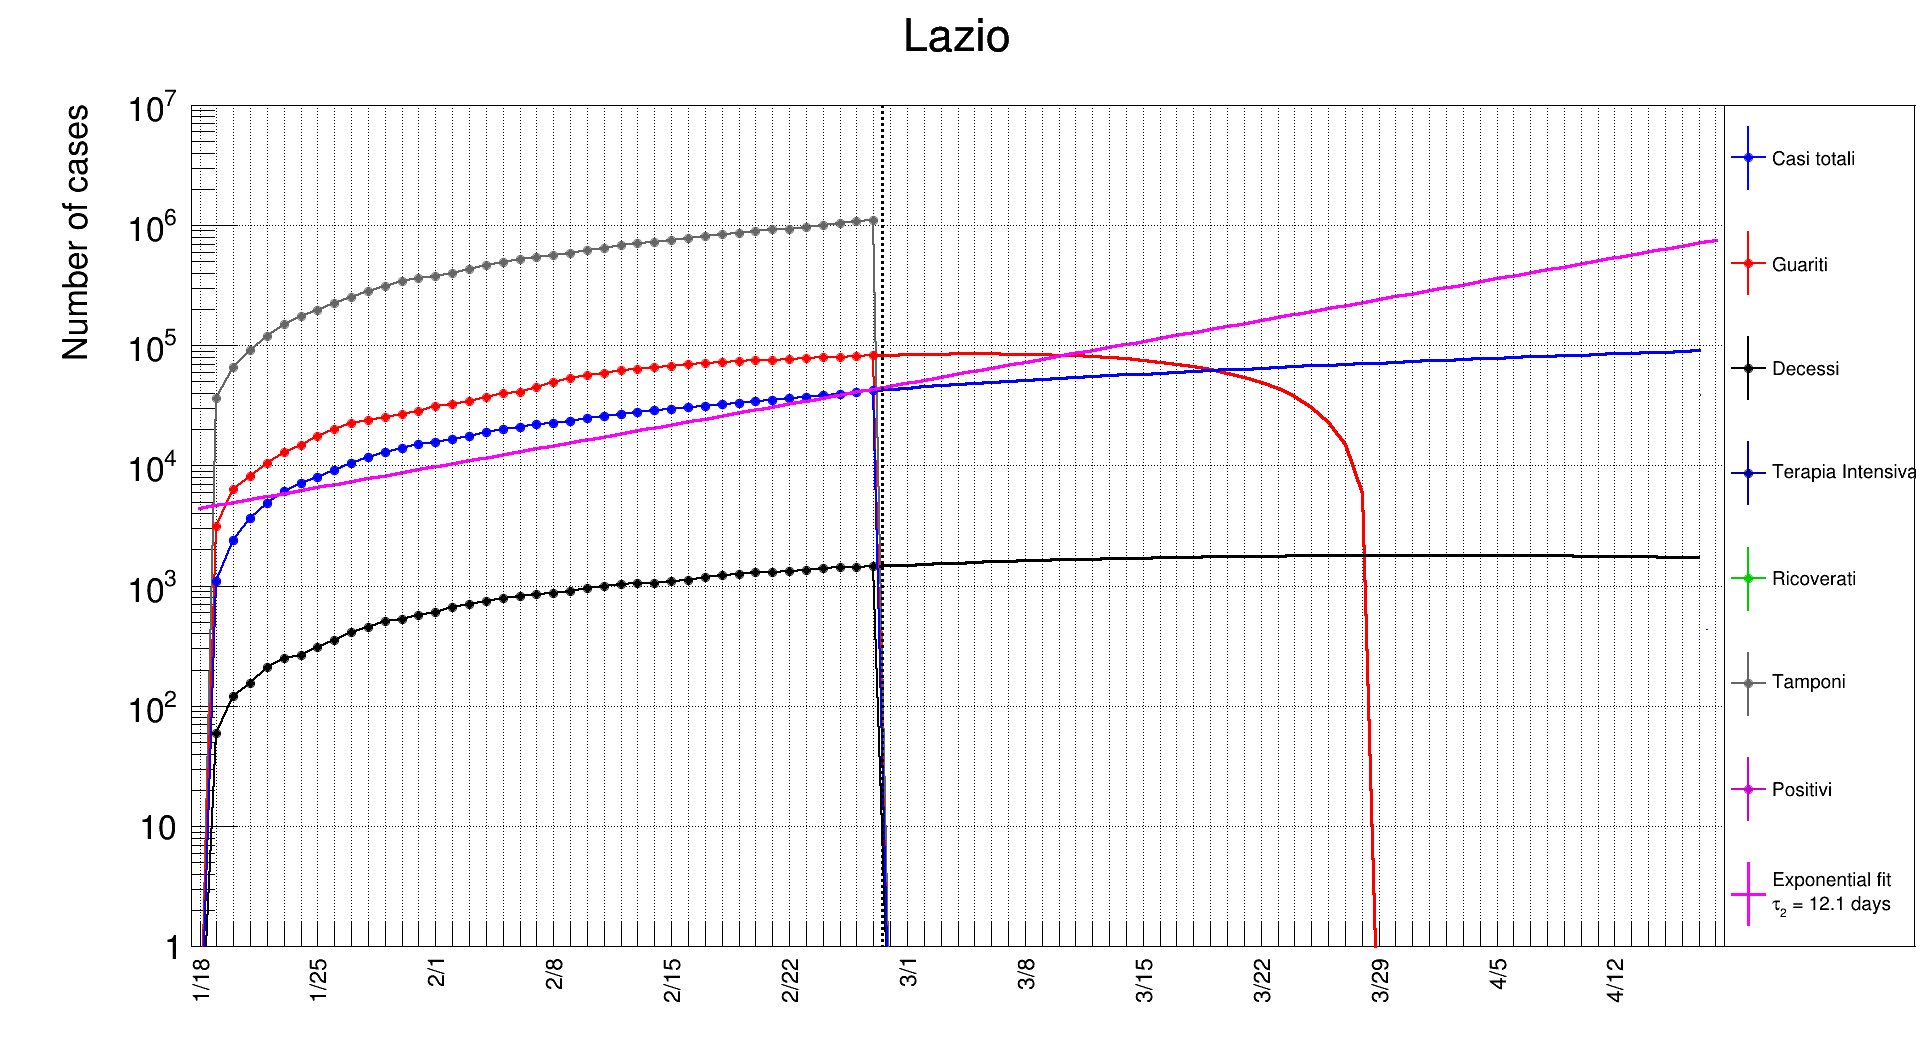 Lazio
Number of cases
10^7
10^6
10^5
10^4
10^3
10^2
10
1
1/18
1/25
2/1
2/8
2/15
2/22
3/1
3/8
3/15
3/22
3/29
4/5
4/12
Casi totali
Guariti
Decessi
Terapia Intensiva
Ricoverati
Tamponi
Positivi
Exponential fit
τ_2 = 12.1 days